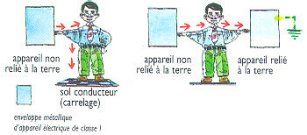 appareil non
relié à la terre
sol conducteur
(carrelage)
appareil non
relié à la terre
appareil relié
à la terre
enveloppe métallique
d'appareil électrique de classe I